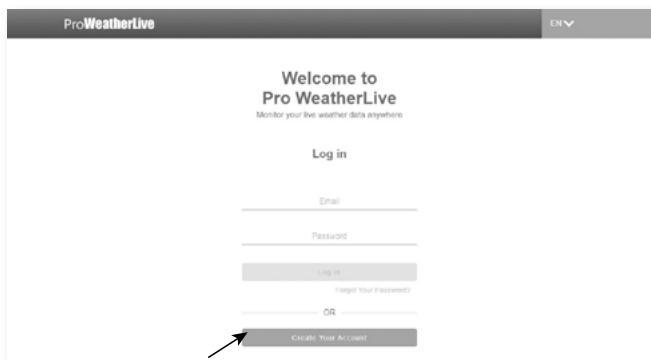 ProWeatherLive
EN
Welcome to
Pro WeatherLive
Monitor your live weather data anywhere
Log in
Email
Password
Log in
Forgot Your Password?
OR
Create Your Account